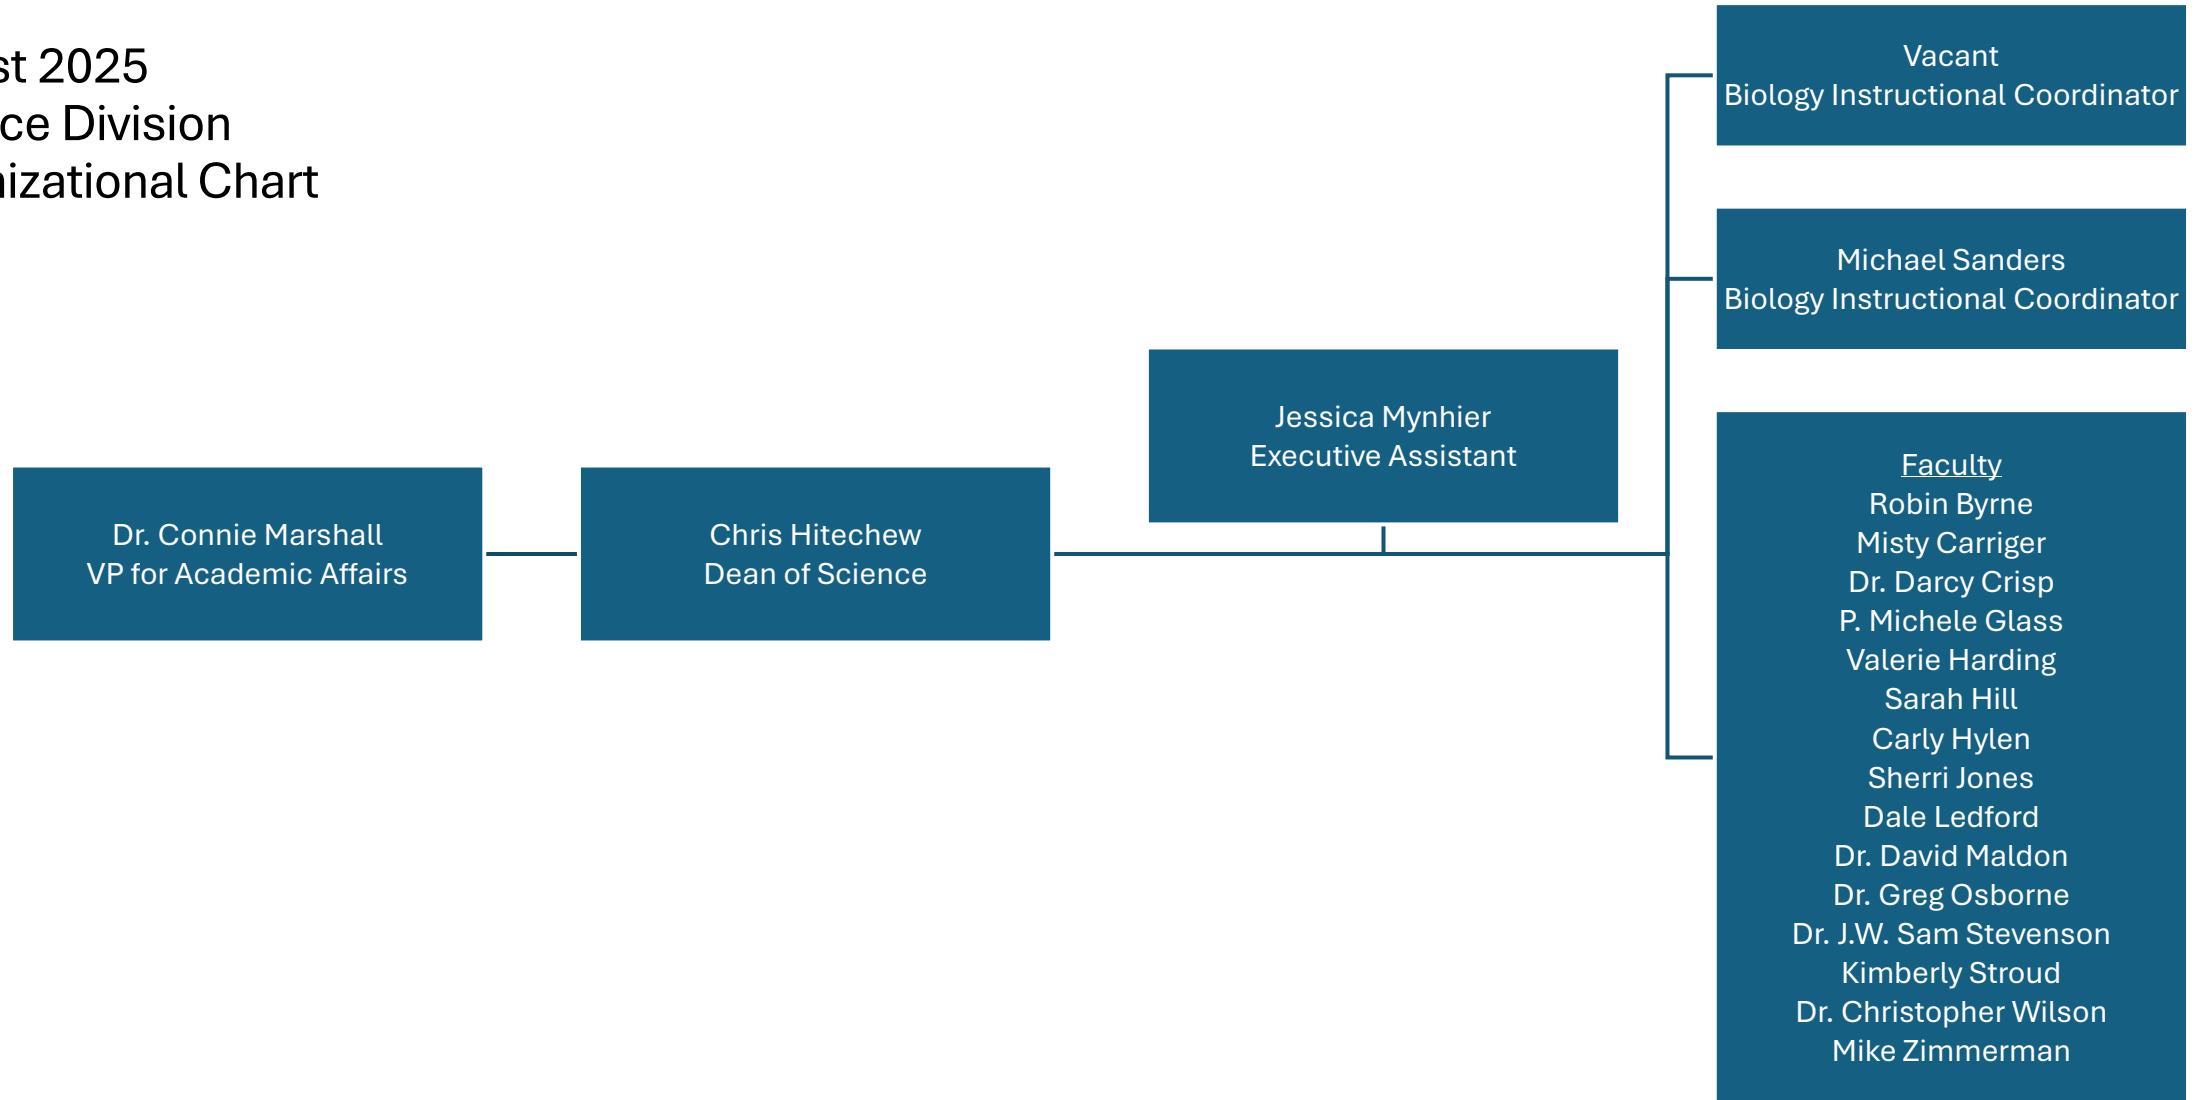 st 2025
ce Division
nizational Chart
Dr. Connie Marshall
VP for Academic Affairs
Chris Hitechew
Dean of Science
Jessica Mynhier
Executive Assistant
Vacant
Biology Instructional Coordinator
Michael Sanders
Biology Instructional Coordinator
Faculty
Robin Byrne
Misty Carriger
Dr. Darcy Crisp
P. Michele Glass
Valerie Harding
Sarah Hill
Carly Hylen
Sherri Jones
Dale Ledford
Dr. David Maldon
Dr. Greg Osborne
Dr. J.W. Sam Stevenson
Kimberly Stroud
Dr. Christopher Wilson
Mike Zimmerman